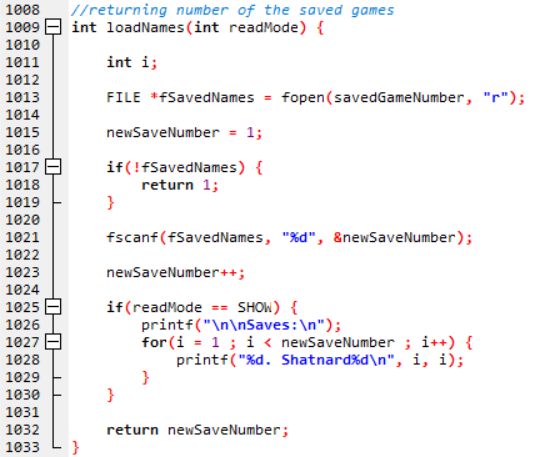 1008 //returning number of the saved games
1009 int loadNames(int readMode) {
1010
1011 int i;
1012
1013 FILE *fSavedNames = fopen(savedGameNumber, "r");
1014
1015 newSaveNumber = 1;
1016
1017 if(!fSavedNames) {
1018 return 1;
1019 }
1020
1021 fscanf(fSavedNames, "%d", &newSaveNumber);
1022
1023 newSaveNumber++;
1024
1025 if(readMode == SHOW) {
1026 printf("\n\nSaves:\n");
1027 for(i = 1 ; i < newSaveNumber ; i++) {
1028 printf("%d. Shatnard%d\n", i, i);
1029 }
1030 }
1031
1032 return newSaveNumber;
1033 }